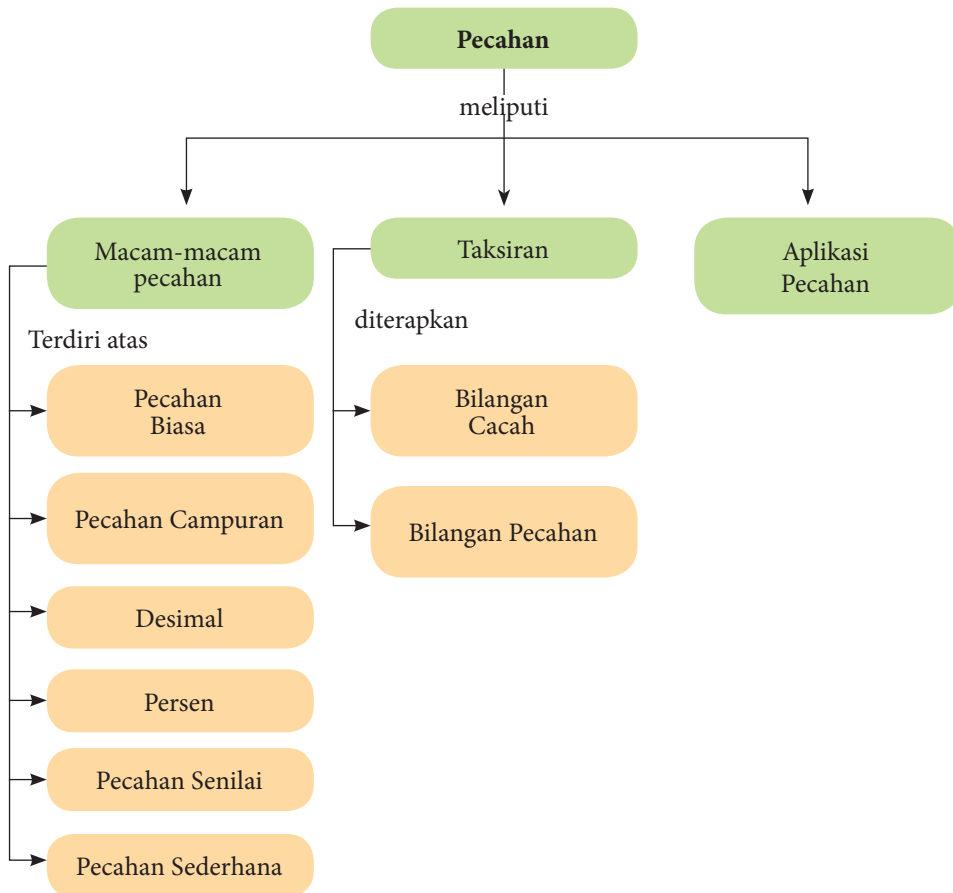 Pecahan
meliputi
Macam-macam
pecahan
Terdiri atas
Pecahan
Biasa
Pecahan Campuran
Desimal
Persen
Pecahan Senilai
Pecahan Sederhana
Taksiran
diterapkan
Bilangan
Cacah
Bilangan Pecahan
Aplikasi
Pecahan